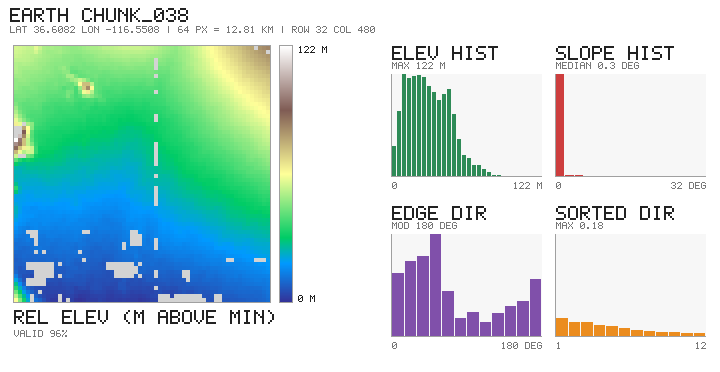 EARTH CHUNK_038
LAT 36.6082 LON -116.5508 | 64 PX = 12.81 KM | ROW 32 COL 480
122 M
0 M
REL ELEV (M ABOVE MIN)
VALID 96%
ELEV HIST
MAX 122 M
0 122 M
SLOPE HIST
MEDIAN 0.3 DEG
0 32 DEG
EDGE DIR
MOD 180 DEG
0 180 DEG
SORTED DIR
MAX 0.18
1 12